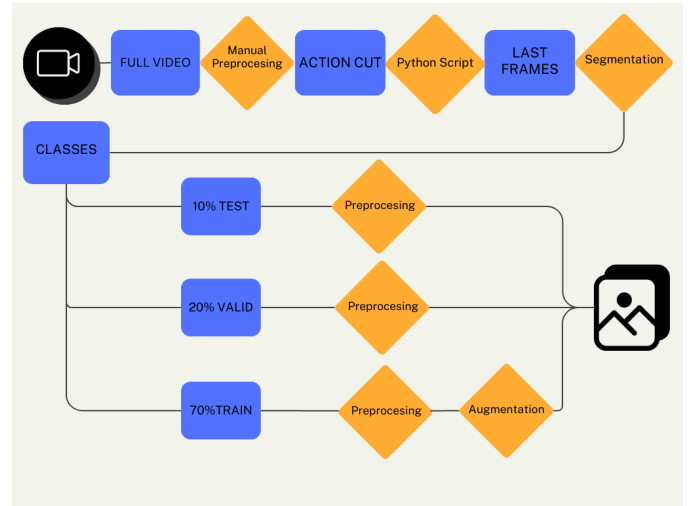 FULL VIDEO
Manual
Preprocesing
ACTION CUT
Python Script
LAST
FRAMES
Segmentation
CLASSES
10% TEST
Preprocesing
20% VALID
Preprocesing
70%TRAIN
Preprocesing
Augmentation